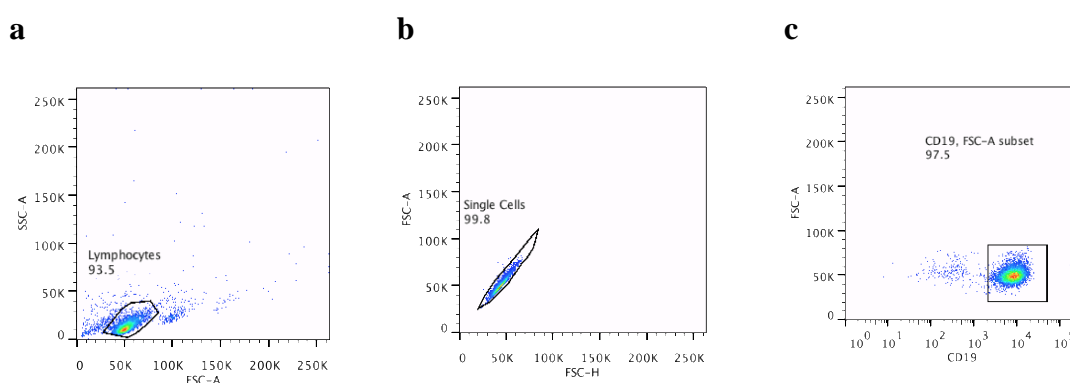 a
b
c
250K
200K
150K
100K
50K
0
SSC-A
Lymphocytes
93.5
0 50K 100K 150K 200K 250K
FSC-A
250K
200K
150K
100K
50K
0
FSC-A
Single Cells
99.8
0 50K 100K 150K 200K 250K
FSC-H
250K
200K
150K
100K
50K
0
FSC-A
CD19, FSC-A subset
97.5
10^0 10^1 10^2 10^3 10^4 10^5
CD19